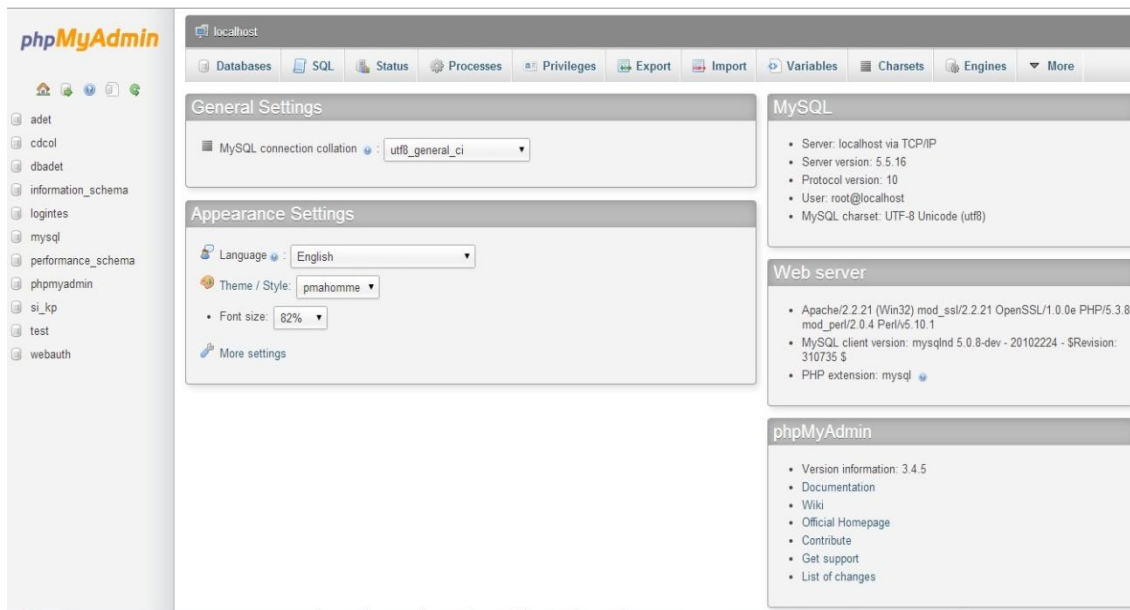 phpMyAdmin
adet
cdcol
dbadet
information_schema
logintes
mysql
performance_schema
phpmyadmin
si_kp
test
webauth
localhost
Databases SQL Status Processes Privileges Export Import Variables Charsets Engines More
General Settings
MySQL connection collation : utf8_general_ci
Appearance Settings
Language : English
Theme / Style: pmahomme
• Font size: 82%
More settings
MySQL
• Server: localhost via TCP/IP
• Server version: 5.5.16
• Protocol version: 10
• User: root@localhost
• MySQL charset: UTF-8 Unicode (utf8)
Web server
• Apache/2.2.21 (Win32) mod_ssl/2.2.21 OpenSSL/1.0.0e PHP/5.3.8
mod_perl/2.0.4 Perl/v5.10.1
• MySQL client version: mysqlnd 5.0.8-dev - 20102224 - $Revision:
310735 $
• PHP extension: mysql
phpMyAdmin
• Version information: 3.4.5
• Documentation
• Wiki
• Official Homepage
• Contribute
• Get support
• List of changes